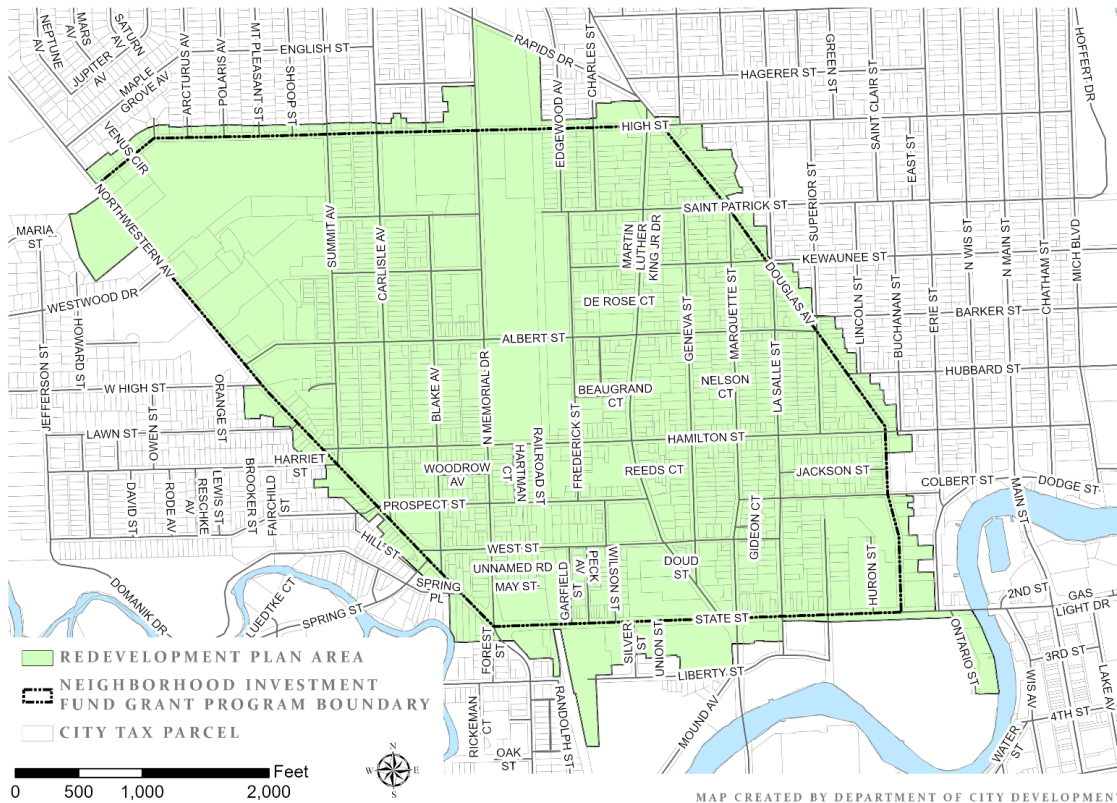 NEPTUNE
AV
MARS
AV
SATURN
AV
JUPITER
AV
MAPLE
GROVE AV
ARCTURUS AV
POLARIS AV
MT PLEASANT ST
SHOOP ST
ENGLISH ST
RAPIDS DR
CHARLES ST
EDGEWOOD AV
HAGERER ST
GREEN ST
SAINT CLAIR ST
HOFFERT DR
VENUS CIR
HIGH ST
EAST ST
SUPERIOR ST
NORTHWESTERN AV
MARIA
ST
SUMMIT AV
CARLISLE AV
SAINT PATRICK ST
MARTIN
LUTHER
KING JR DR
KEWAUNEE ST
N WIS ST
N MAIN ST
CHATHAM ST
MICH BLVD
WESTWOOD DR
HOWARD ST
JEFFERSON ST
DE ROSE CT
GENEVA ST
MARQUETTE ST
DOUGLAS AV
LINCOLN ST
BUCHANAN ST
ERIE ST
BARKER ST
ALBERT ST
W HIGH ST
ORANGE ST
BLAKE AV
N MEMORIAL DR
BEAUGRAND
CT
NELSON
CT
LA SALLE ST
HUBBARD ST
LAWN ST
OWEN ST
HAMILTON ST
FREDERICK ST
RAILROAD ST
HARTMAN
CT
HARRIET
ST
WOODROW
AV
REEDS CT
JACKSON ST
COLBERT ST
DODGE ST
MAIN ST
DAVID ST
RODE AV
RESCHKE
AV
LEWIS ST
BROOKER ST
FAIRCHILD
ST
PROSPECT ST
GIDEON CT
HILL ST
WEST ST
UNNAMED RD
MAY ST
GARFIELD
ST
PECK
AV
WILSON ST
DOUD
ST
HURON ST
SPRING
PL
2ND ST
GAS
LIGHT DR
DOMANIK DR
LUEDTKE CT
SPRING ST
STATE ST
FOREST
ST
SILVER
ST
UNION ST
LIBERTY ST
ONTARIO ST
3RD ST
WIS AV
LAKE AV
4TH ST
WATER
ST
MOUND AV
RICKEMAN
CT
OAK
ST
RANDOLPH ST
REDEVELOPMENT PLAN AREA
NEIGHBORHOOD INVESTMENT
FUND GRANT PROGRAM BOUNDARY
CITY TAX PARCEL
Feet
0 500 1,000 2,000
N
W E
S
MAP CREATED BY DEPARTMENT OF CITY DEVELOPMEN